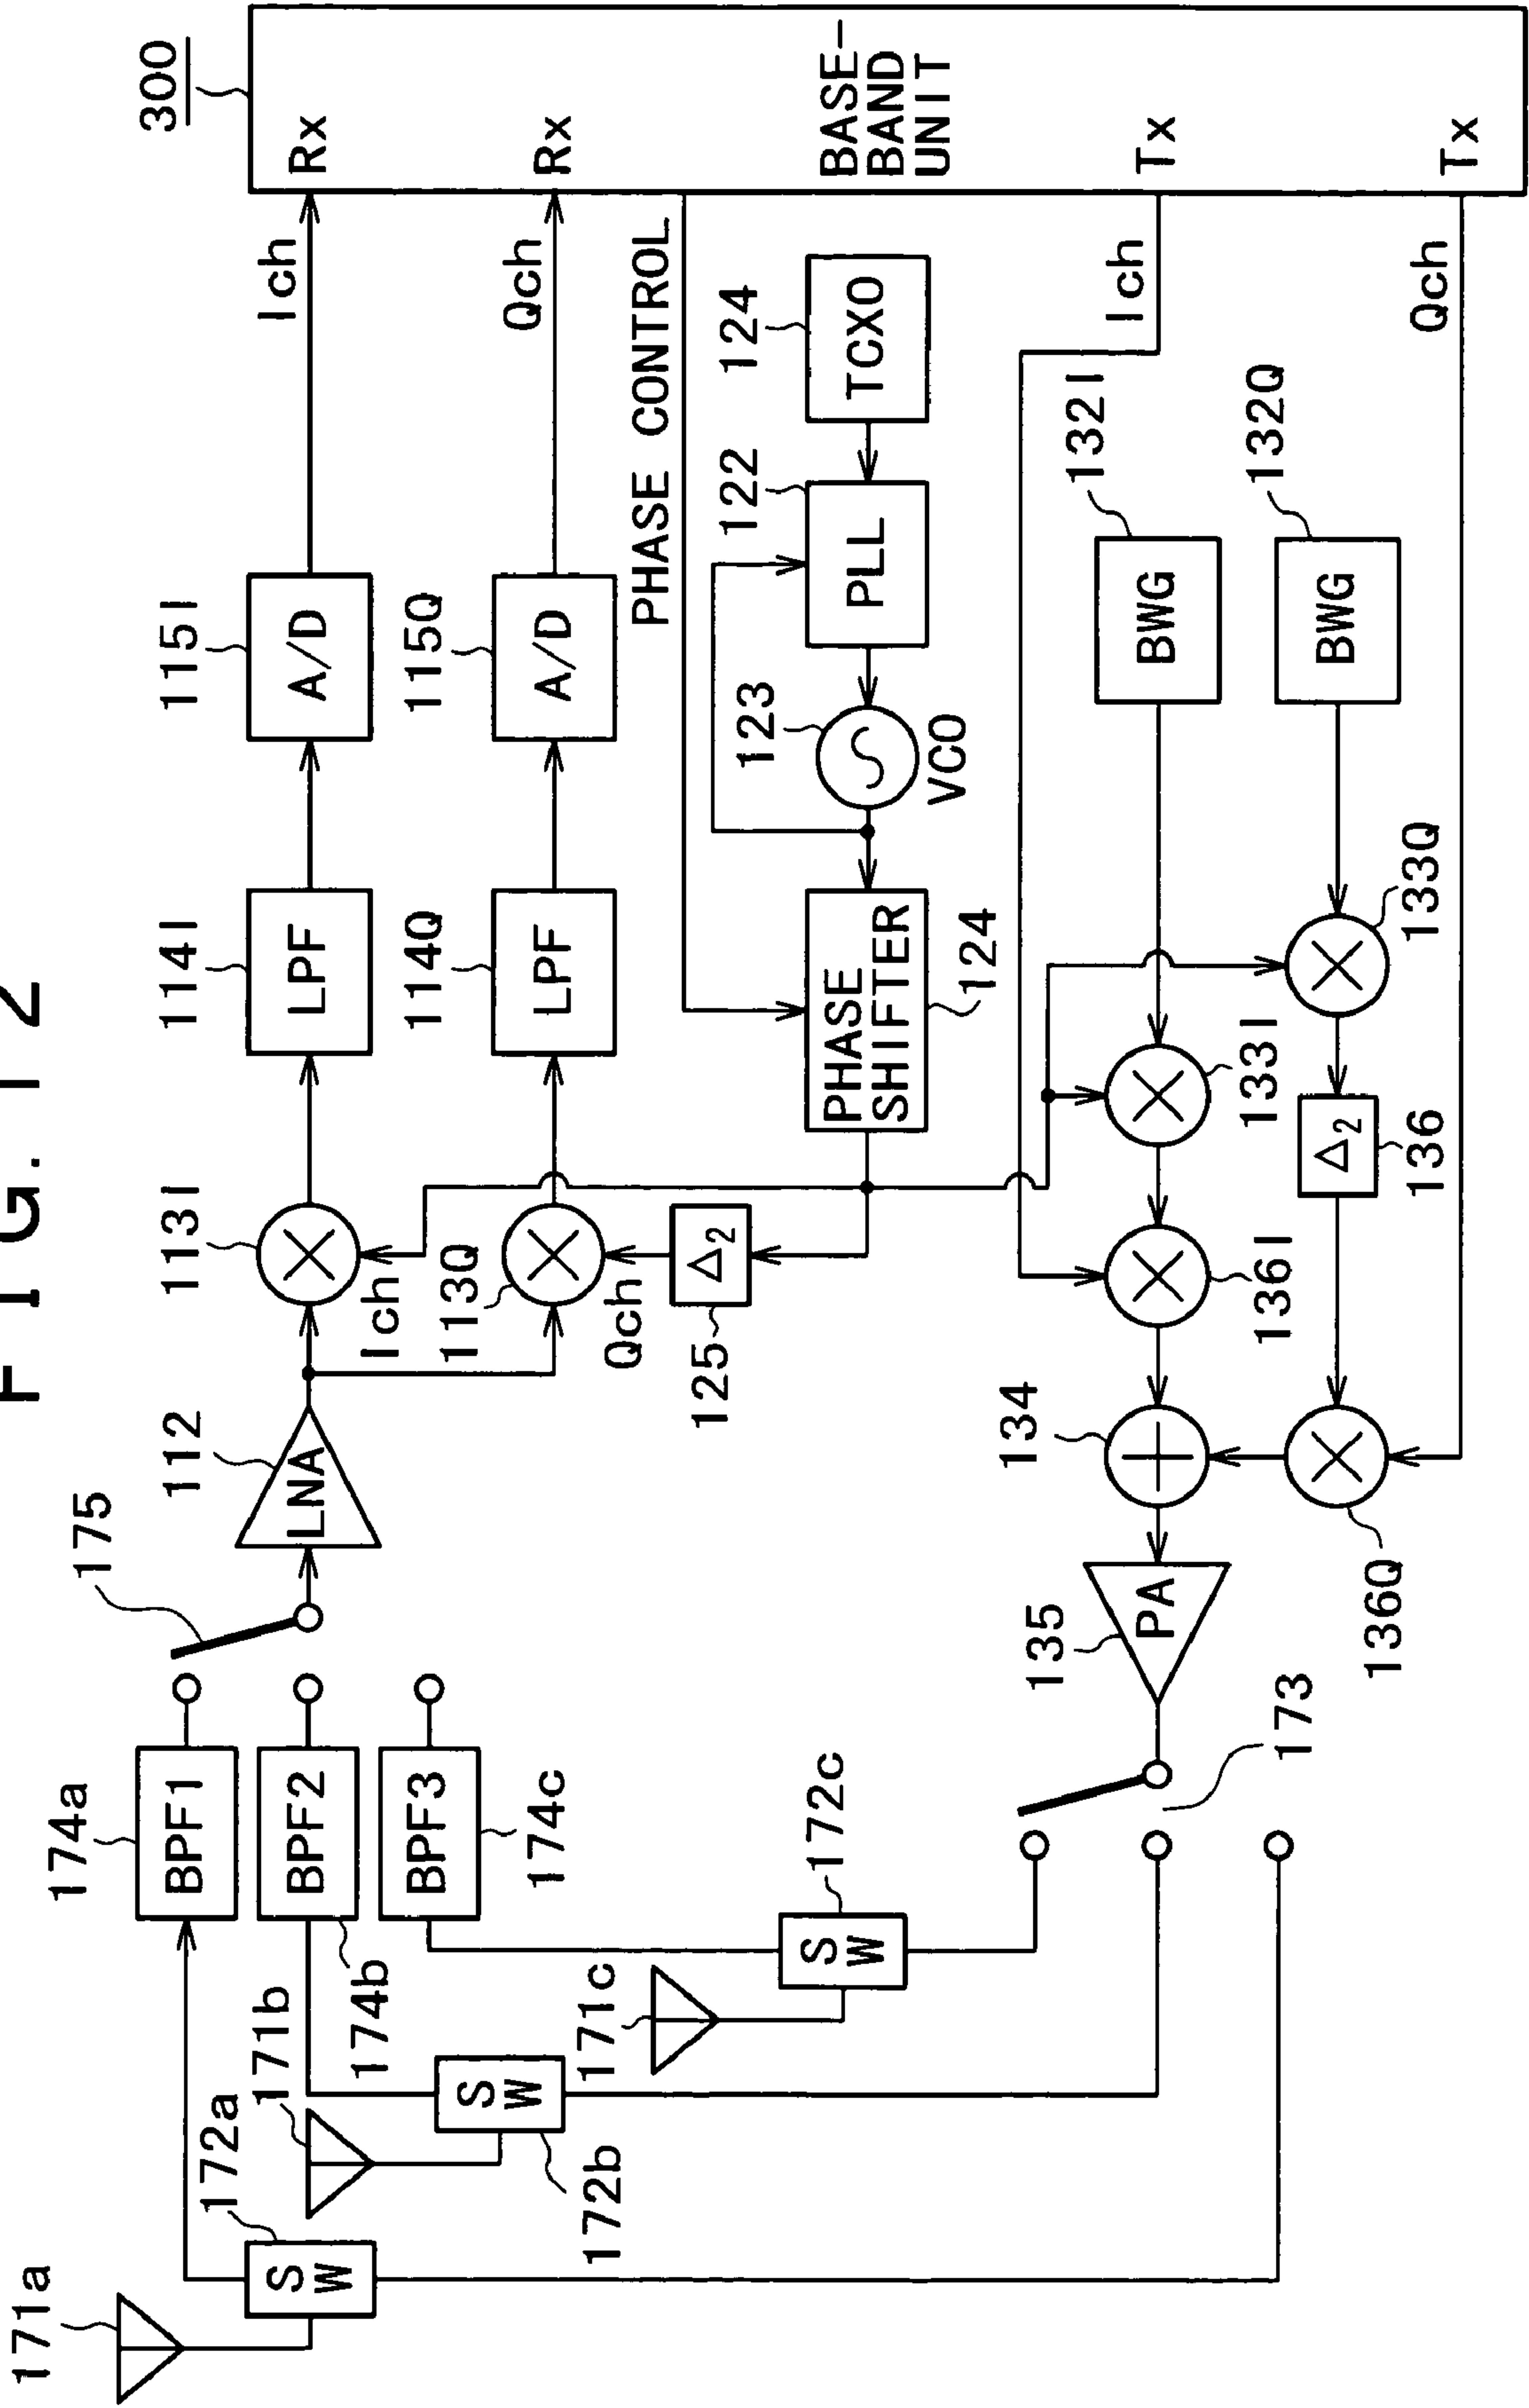 FIG. 12
300
171a
172a
171b
172b
171c
172c
174a
BPF1
BPF2
174b
BPF3
174c
175
112
LNA
113I
Ich
113Q
Qch
114I
LPF
114Q
LPF
115I
A/D
115Q
A/D
Ich
Rx
Qch
Rx
PHASE CONTROL
BASE-
BAND
UNIT
Tx
Tx
SW
SW
SW
125
Δ2
PHASE
SHIFTER
124
123
VCO
122
PLL
124
TCXO
Ich
Qch
132I
BWG
132Q
BWG
133I
133Q
Δ2
136
136I
136Q
134
135
PA
173